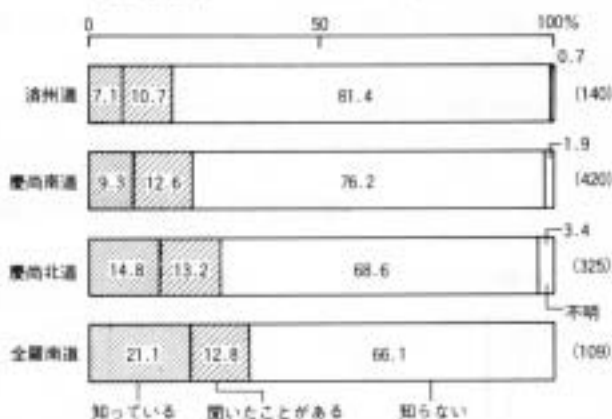 0 50 100%
0.7
済州道 7.1 10.7 81.4 (140)
1.9
慶尚南道 9.3 12.6 76.2 (420)
3.4
慶尚北道 14.8 13.2 68.6 (325)
不明
全羅南道 21.1 12.8 66.1 (109)
知っている 聞いたことがある 知らない